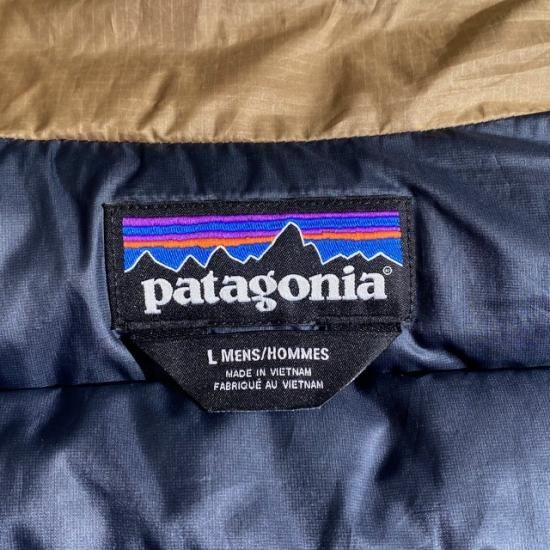 patagonia®
L MENS/HOMMES
MADE IN VIETNAM
FABRIQUÉ AU VIETNAM